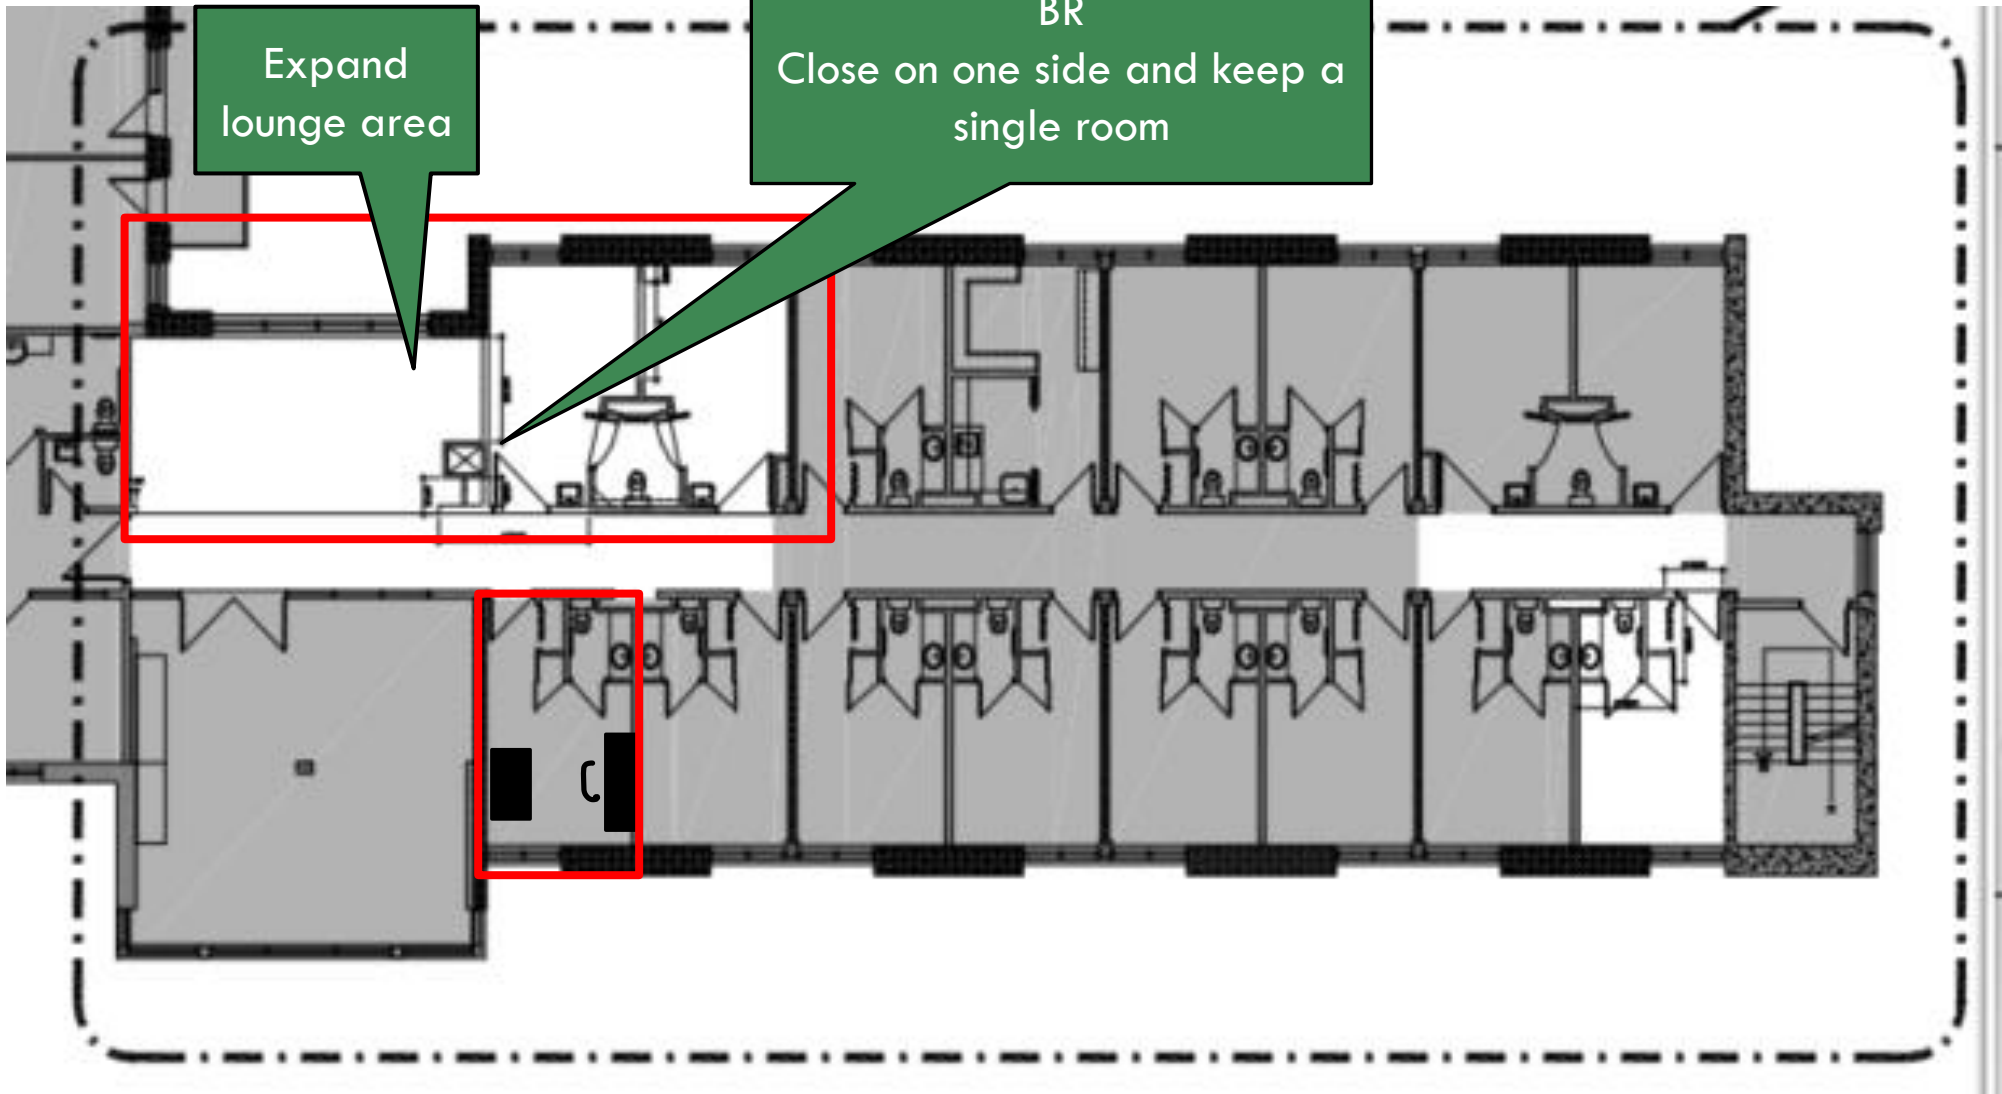 Expand
lounge area
BR
Close on one side and keep a
single room